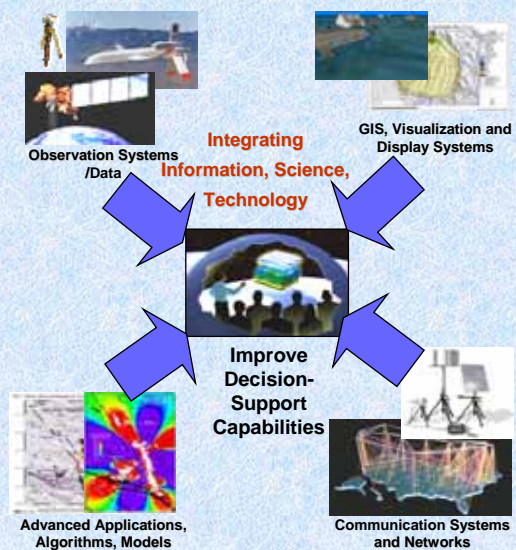 Observation Systems
/Data
GIS, Visualization and
Display Systems
Integrating
Information, Science,
Technology
Improve
Decision-
Support
Capabilities
Advanced Applications,
Algorithms, Models
Communication Systems
and Networks